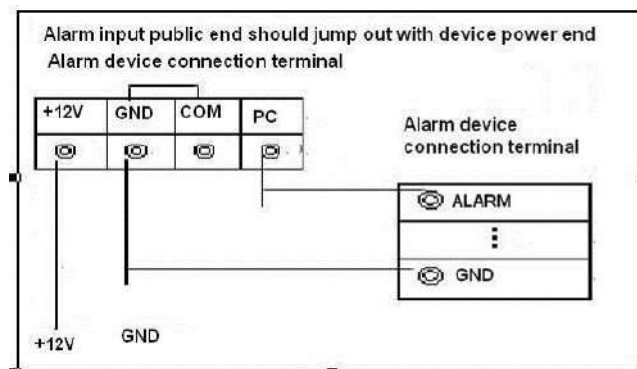 Alarm input public end should jump out with device power end
Alarm device connection terminal
+12V GND COM PC
Alarm device
connection terminal
ALARM
GND
+12V GND